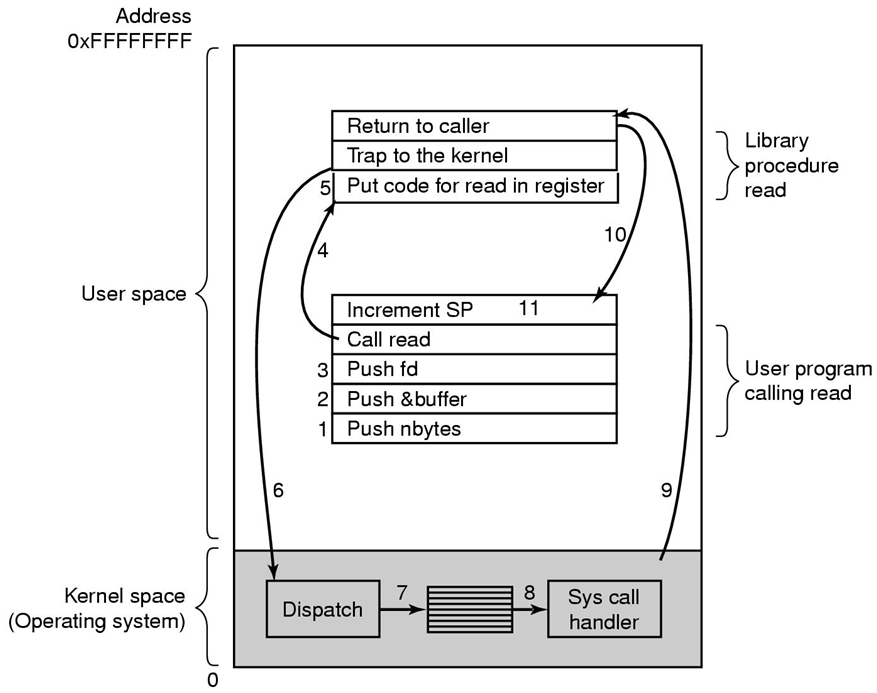 Address
0xFFFFFFFF
Return to caller
Trap to the kernel
5 Put code for read in register
Library
procedure
read
4
10
User space
Increment SP 11
Call read
3 Push fd
2 Push &buffer
1 Push nbytes
User program
calling read
6
9
Kernel space
(Operating system)
Dispatch
7
8
Sys call
handler
0